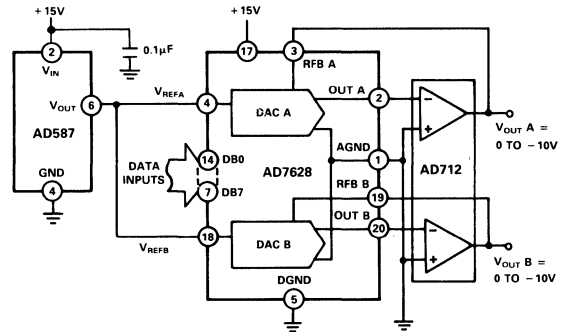 + 15V
2
VIN
0.1µF
VOUT
6
AD587
GND
4
VREFA
VREFB
DATA
INPUTS
+ 15V
17
3
RFB A
4
DAC A
OUT A
2
14
DB0
7
DB7
AD7628
AGND
1
RFB B
19
OUT B
20
18
DAC B
DGND
5
AD712
−
+
VOUT A =
0 TO − 10V
−
+
VOUT B =
0 TO − 10V